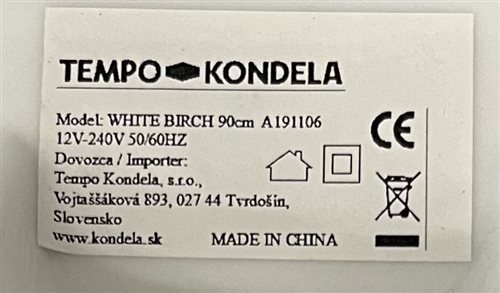 TEMPO KONDELA
Model: WHITE BIRCH 90cm A191106
12V-240V 50/60HZ
Dovozca / Importer:
Tempo Kondela, s.r.o.,
Vojtaššáková 893, 027 44 Tvrdošín,
Slovensko
www.kondela.sk MADE IN CHINA
CE